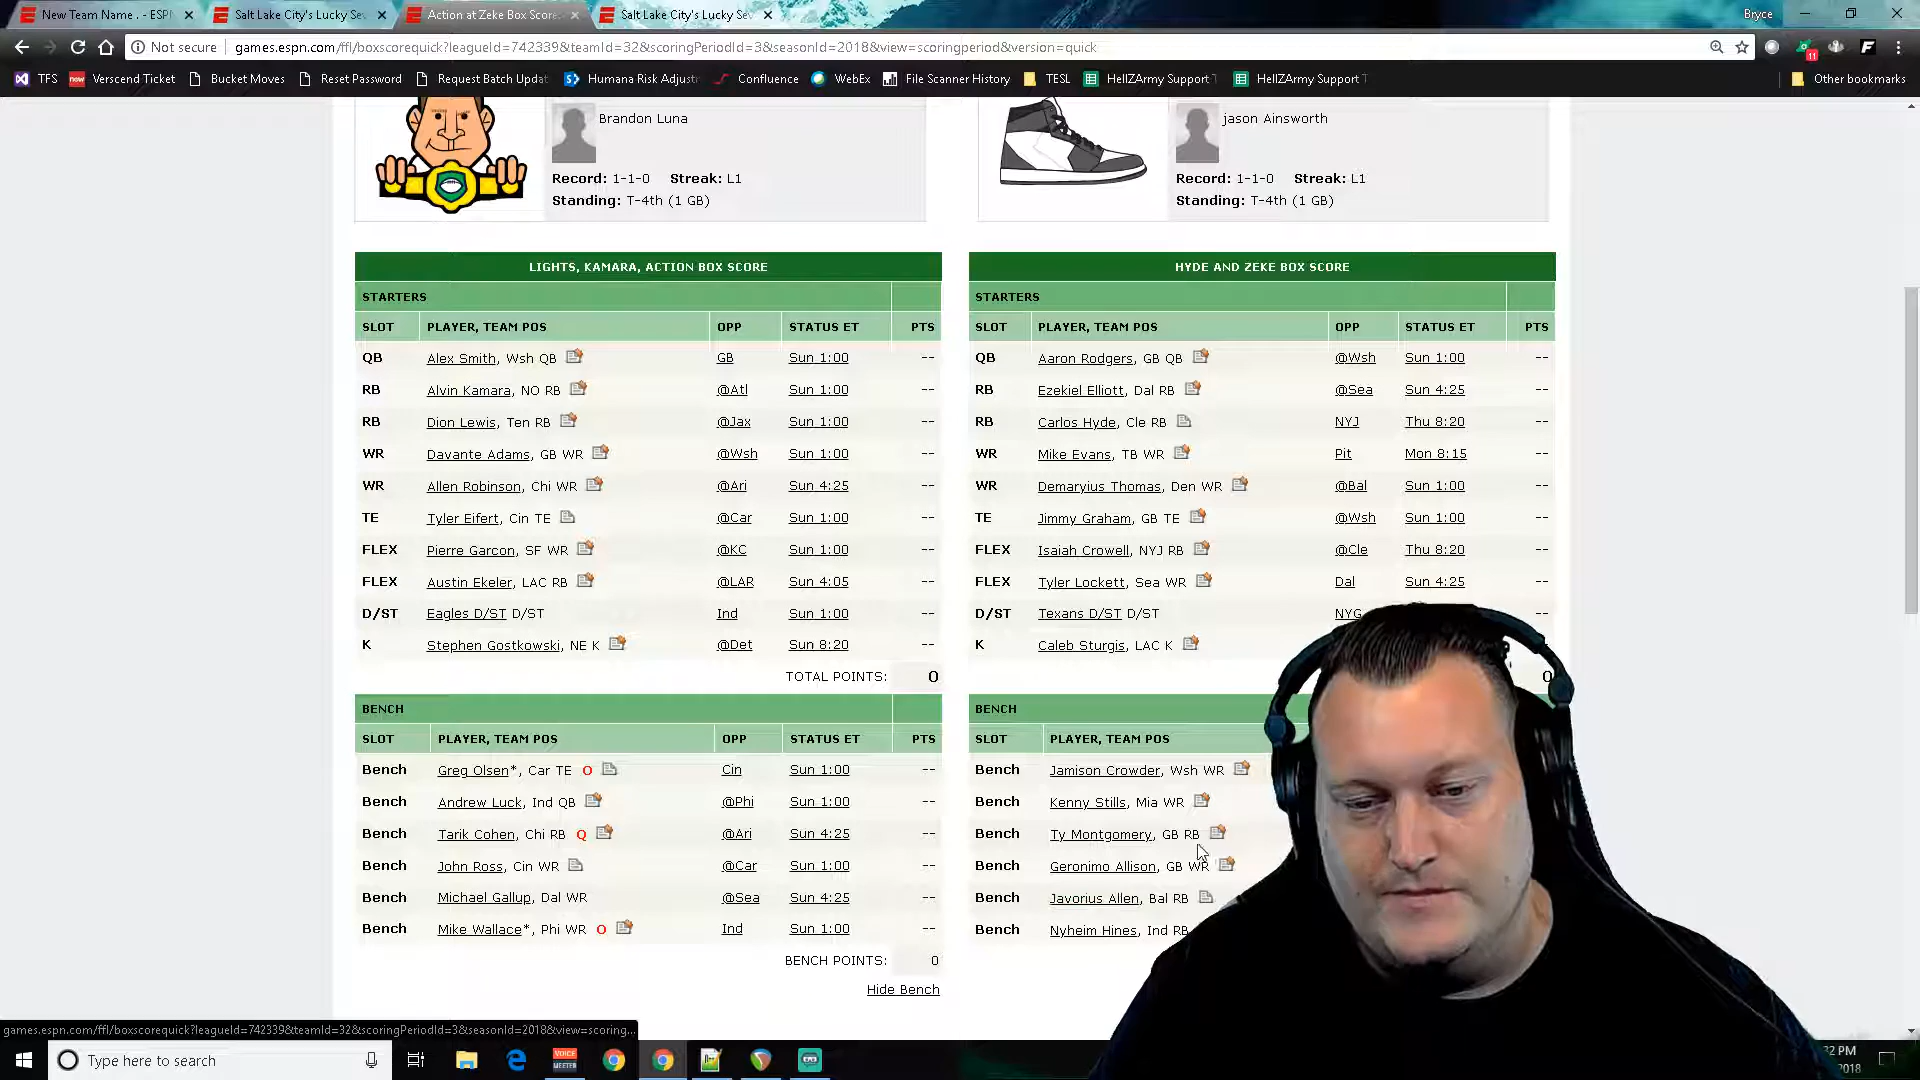 New Team Name . - ESPN
Salt Lake City's Lucky Sev
Action at Zeke Box Score
Salt Lake City's Lucky Sev
Bryce
Not secure
games.espn.com/ffl/boxscorequick?leagueId=742339&teamId=32&scoringPeriodId=3&seasonId=2018&view=scoringperiod&version=quick
11
TFS
now
Verscend Ticket
Bucket Moves
Reset Password
Request Batch Updat
Humana Risk Adjustr
Confluence
WebEx
File Scanner History
TESL
HellZArmy Support T
HellZArmy Support T
Other bookmarks
Brandon Luna
Record: 1-1-0 Streak: L1
Standing: T-4th (1 GB)
jason Ainsworth
Record: 1-1-0 Streak: L1
Standing: T-4th (1 GB)
LIGHTS, KAMARA, ACTION BOX SCORE
STARTERS
SLOT PLAYER, TEAM POS OPP STATUS ET PTS
QB Alex Smith, Wsh QB GB Sun 1:00 --
RB Alvin Kamara, NO RB @Atl Sun 1:00 --
RB Dion Lewis, Ten RB @Jax Sun 1:00 --
WR Davante Adams, GB WR @Wsh Sun 1:00 --
WR Allen Robinson, Chi WR @Ari Sun 4:25 --
TE Tyler Eifert, Cin TE @Car Sun 1:00 --
FLEX Pierre Garcon, SF WR @KC Sun 1:00 --
FLEX Austin Ekeler, LAC RB @LAR Sun 4:05 --
D/ST Eagles D/ST D/ST Ind Sun 1:00 --
K Stephen Gostkowski, NE K @Det Sun 8:20 --
TOTAL POINTS: 0
BENCH
SLOT PLAYER, TEAM POS OPP STATUS ET PTS
Bench Greg Olsen*, Car TE O Cin Sun 1:00 --
Bench Andrew Luck, Ind QB @Phi Sun 1:00 --
Bench Tarik Cohen, Chi RB Q @Ari Sun 4:25 --
Bench John Ross, Cin WR @Car Sun 1:00 --
Bench Michael Gallup, Dal WR @Sea Sun 4:25 --
Bench Mike Wallace*, Phi WR O Ind Sun 1:00 --
BENCH POINTS: 0
Hide Bench
HYDE AND ZEKE BOX SCORE
STARTERS
SLOT PLAYER, TEAM POS OPP STATUS ET PTS
QB Aaron Rodgers, GB QB @Wsh Sun 1:00 --
RB Ezekiel Elliott, Dal RB @Sea Sun 4:25 --
RB Carlos Hyde, Cle RB NYJ Thu 8:20 --
WR Mike Evans, TB WR Pit Mon 8:15 --
WR Demaryius Thomas, Den WR @Bal Sun 1:00 --
TE Jimmy Graham, GB TE @Wsh Sun 1:00 --
FLEX Isaiah Crowell, NYJ RB @Cle Thu 8:20 --
FLEX Tyler Lockett, Sea WR Dal Sun 4:25 --
D/ST Texans D/ST D/ST NYG
K Caleb Sturgis, LAC K
0
BENCH
SLOT PLAYER, TEAM POS
Bench Jamison Crowder, Wsh WR
Bench Kenny Stills, Mia WR
Bench Ty Montgomery, GB RB
Bench Geronimo Allison, GB WR
Bench Javorius Allen, Bal RB
Bench Nyheim Hines, Ind RB
games.espn.com/ffl/boxscorequick?leagueId=742339&teamId=32&scoringPeriodId=3&seasonId=2018&view=scoring...
Type here to search
VOICE MEETER
32 PM
2018